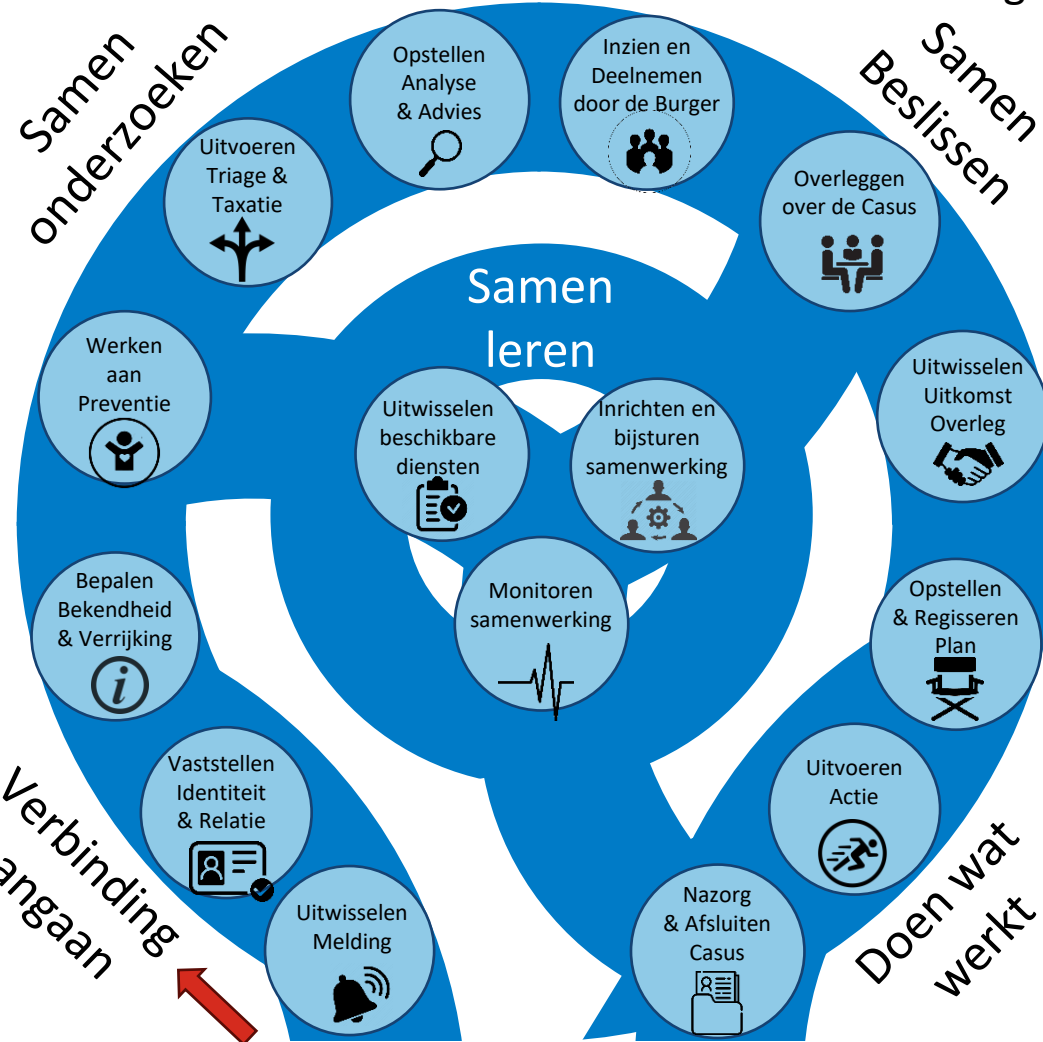 Samen
onderzoeken
Samen
Beslissen
Opstellen
Analyse
& Advies
Inzien en
Deelnemen
door de Burger
Uitvoeren
Triage &
Taxatie
Overleggen
over de Casus
Samen
leren
Werken
aan
Preventie
Uitwisselen
Uitkomst
Overleg
Uitwisselen
beschikbare
diensten
Inrichten en
bijsturen
samenwerking
Monitoren
samenwerking
Bepalen
Bekendheid
& Verrijking
i
Opstellen
& Regisseren
Plan
Vaststellen
Identiteit
& Relatie
Uitvoeren
Actie
Verbinding
angaan
Uitwisselen
Melding
Nazorg
& Afsluiten
Casus
Doen wat
werkt